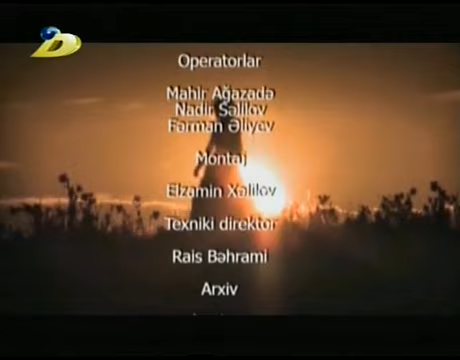 Operatorlar
Mahir Ağazadə
Nadir Səlilov
Fərman Əliyev
Montaj
Elzamin Xəlilov
Texniki direktor
Rais Bəhrami
Arxiv